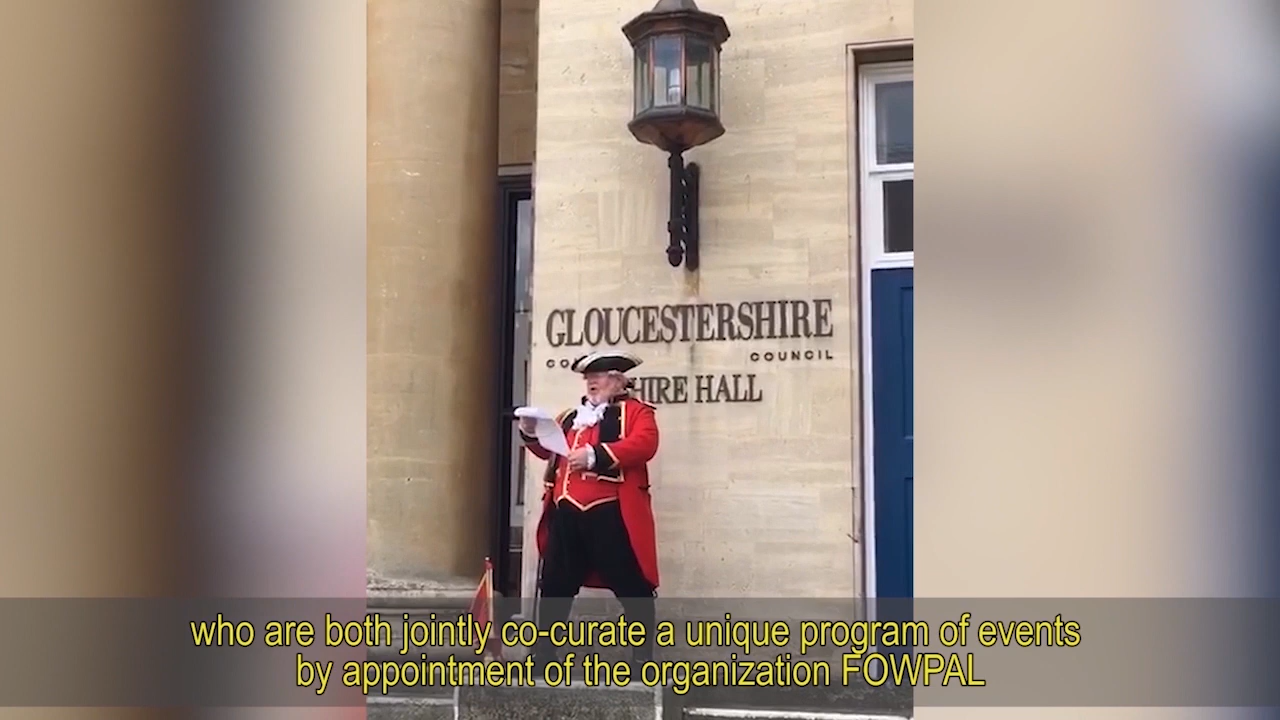 GLOUCESTERSHIRE
COUNCIL
HALL
who are both jointly co-curate a unique program of events
by appointment of the organization FOWPAL